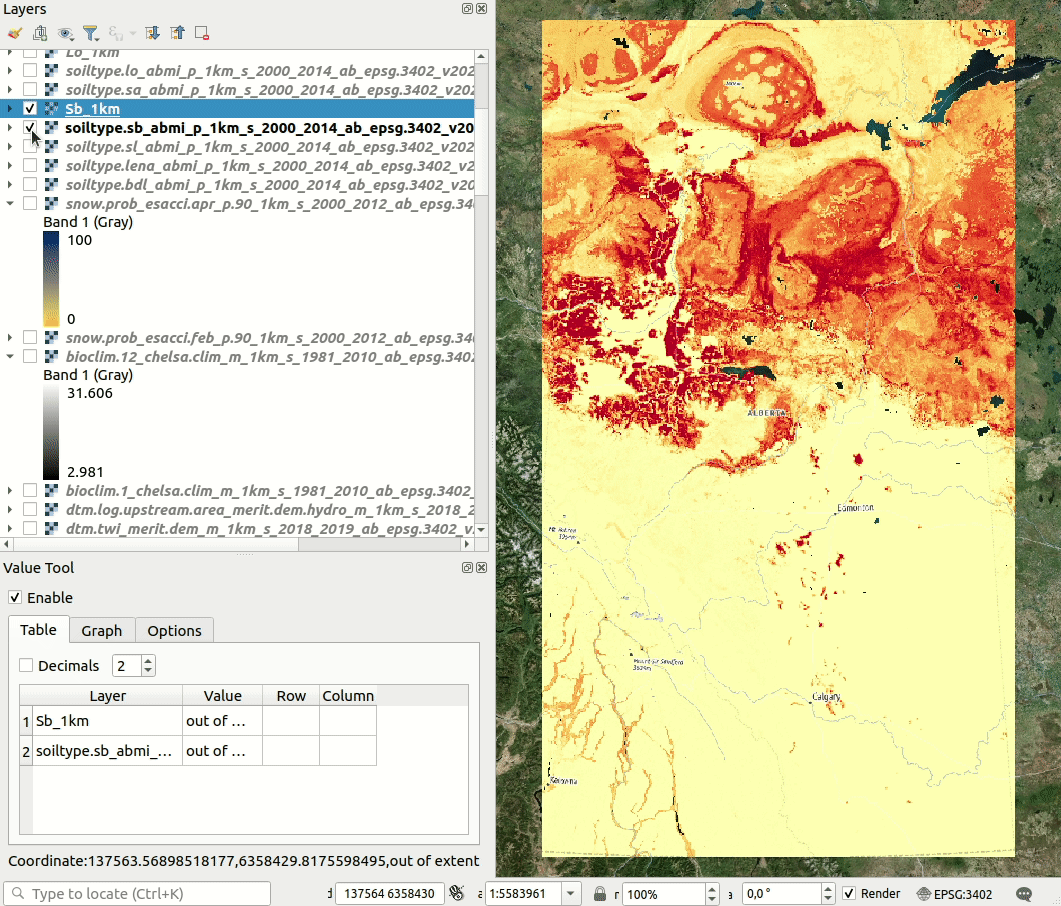 Layers
Lo_1km
soiltype.lo_abmi_p_1km_s_2000_2014_ab_epsg.3402_v202
soiltype.sa_abmi_p_1km_s_2000_2014_ab_epsg.3402_v202
Sb_1km
soiltype.sb_abmi_p_1km_s_2000_2014_ab_epsg.3402_v20
soiltype.sl_abmi_p_1km_s_2000_2014_ab_epsg.3402_v202
soiltype.lena_abmi_p_1km_s_2000_2014_ab_epsg.3402_v2
soiltype.bdl_abmi_p_1km_s_2000_2014_ab_epsg.3402_v20
snow.prob_esacci.apr_p.90_1km_s_2000_2012_ab_epsg.34
Band 1 (Gray)
100
0
snow.prob_esacci.feb_p.90_1km_s_2000_2012_ab_epsg.34
bioclim.12_chelsa.clim_m_1km_s_1981_2010_ab_epsg.340
Band 1 (Gray)
31.606
2.981
bioclim.1_chelsa.clim_m_1km_s_1981_2010_ab_epsg.3402_
dtm.log.upstream.area_merit.dem.hydro_m_1km_s_2018_2
dtm.twi_merit.dem_m_1km_s_2018_2019_ab_epsg.3402_v.
Value Tool
Enable
Table Graph Options
Decimals 2
Layer Value Row Column
1 Sb_1km out of ...
2 soiltype.sb_abmi_... out of ...
Coordinate:137563.56898518177,6358429.8175598495,out of extent
Type to locate (Ctrl+K)
137564 6358430
1:5583961
100%
0,0 °
Render
EPSG:3402
ALBERTA
Edmonton
Mount Sir Sandford
Calgary
Kelowna